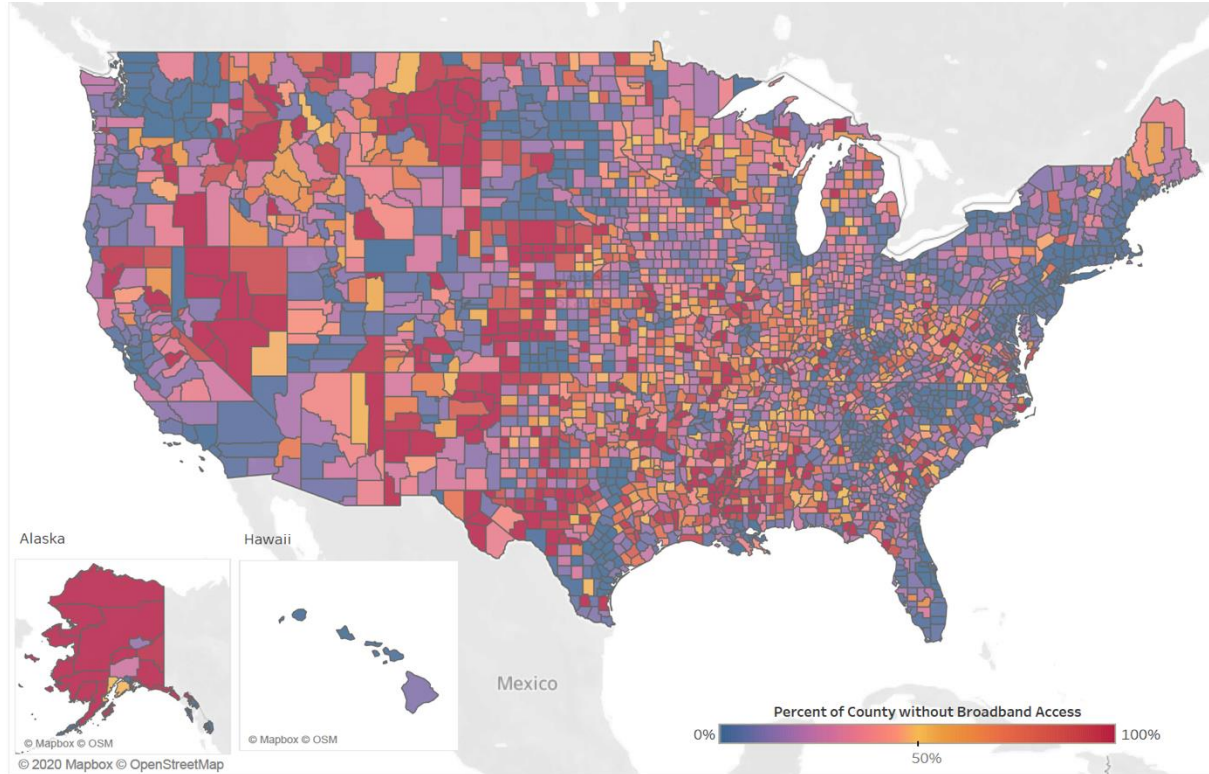 Alaska
Hawaii
© Mapbox © OSM
© Mapbox © OSM
© 2020 Mapbox © OpenStreetMap
Mexico
Percent of County without Broadband Access
0%
100%
50%